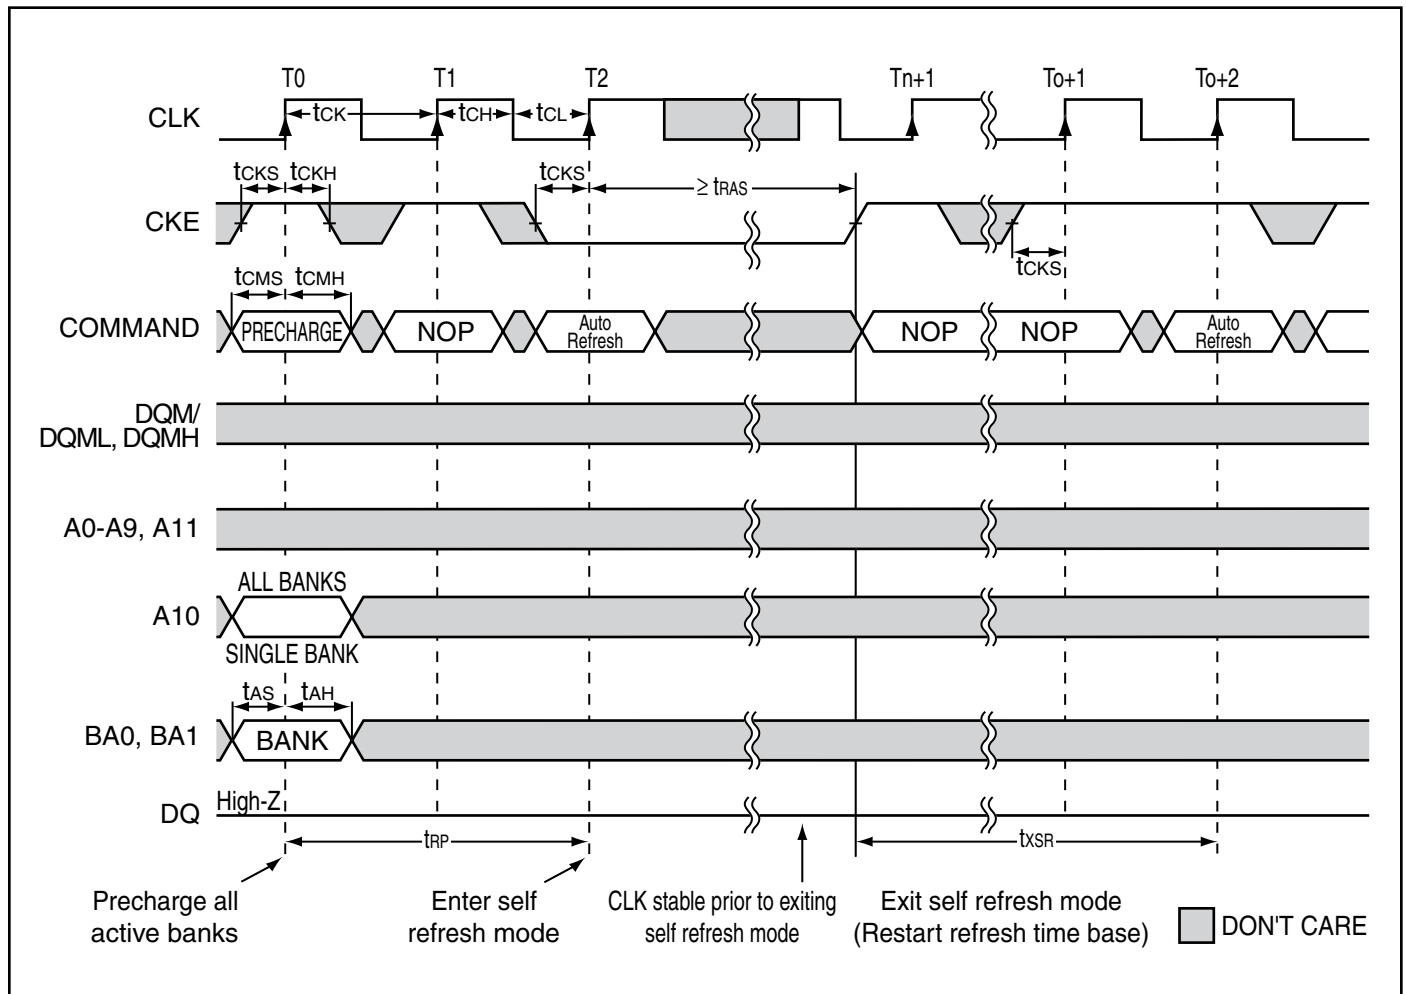 T0 T1 T2 Tn+1 To+1 To+2
CLK
tCK tCH tCL
tCKS tCKH tCKS ≥ tRAS
CKE
tCKS
tCMS tCMH
COMMAND PRECHARGE NOP Auto Refresh NOP NOP Auto Refresh
DQM/
DQML, DQMH
A0-A9, A11
ALL BANKS
A10
SINGLE BANK
tAS tAH
BA0, BA1 BANK
High-Z
DQ
tRP tXSR
Precharge all
active banks
Enter self
refresh mode
CLK stable prior to exiting
self refresh mode
Exit self refresh mode
(Restart refresh time base)
DON'T CARE